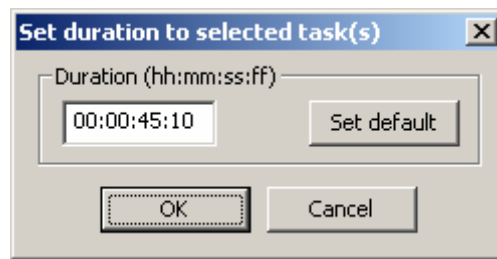 Set duration to selected task(s)
Duration (hh:mm:ss:ff)
00:00:45:10
Set default
OK
Cancel